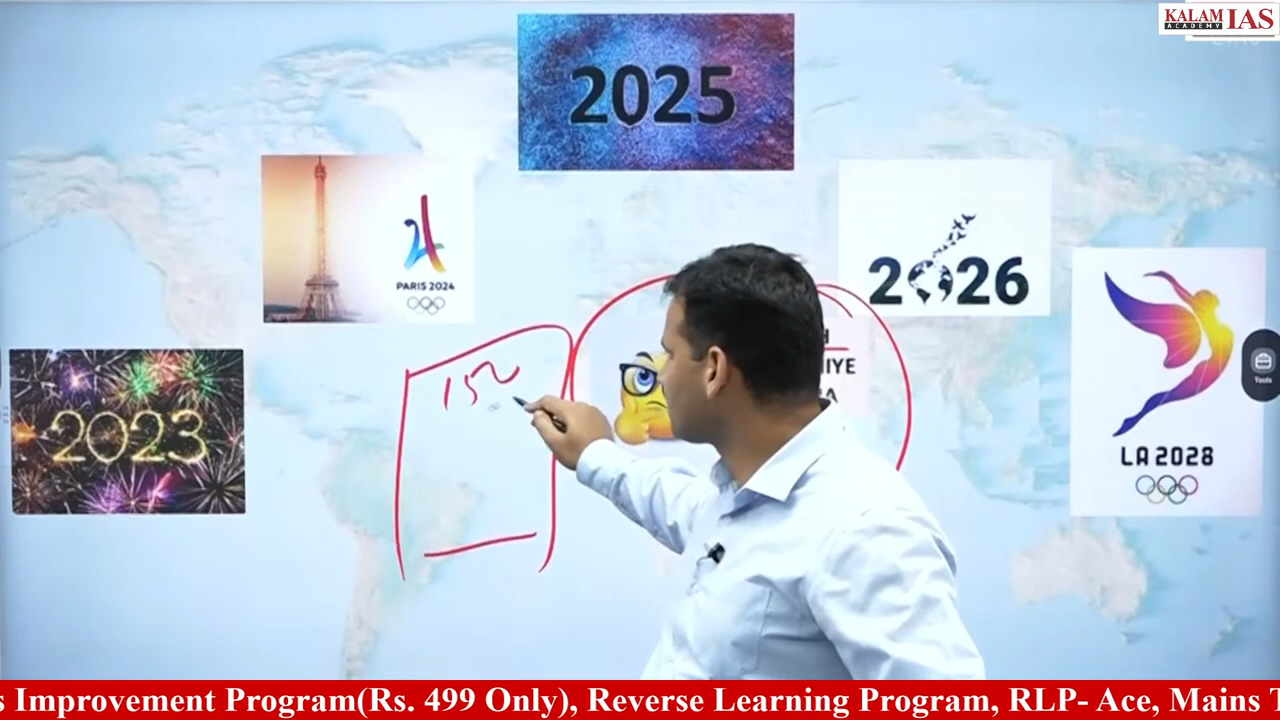 KALAM IAS
ACADEMY
2025
PARIS 2024
2026
IYE
A
LA 2028
2023
Tools
s Improvement Program(Rs. 499 Only), Reverse Learning Program, RLP- Ace, Mains T